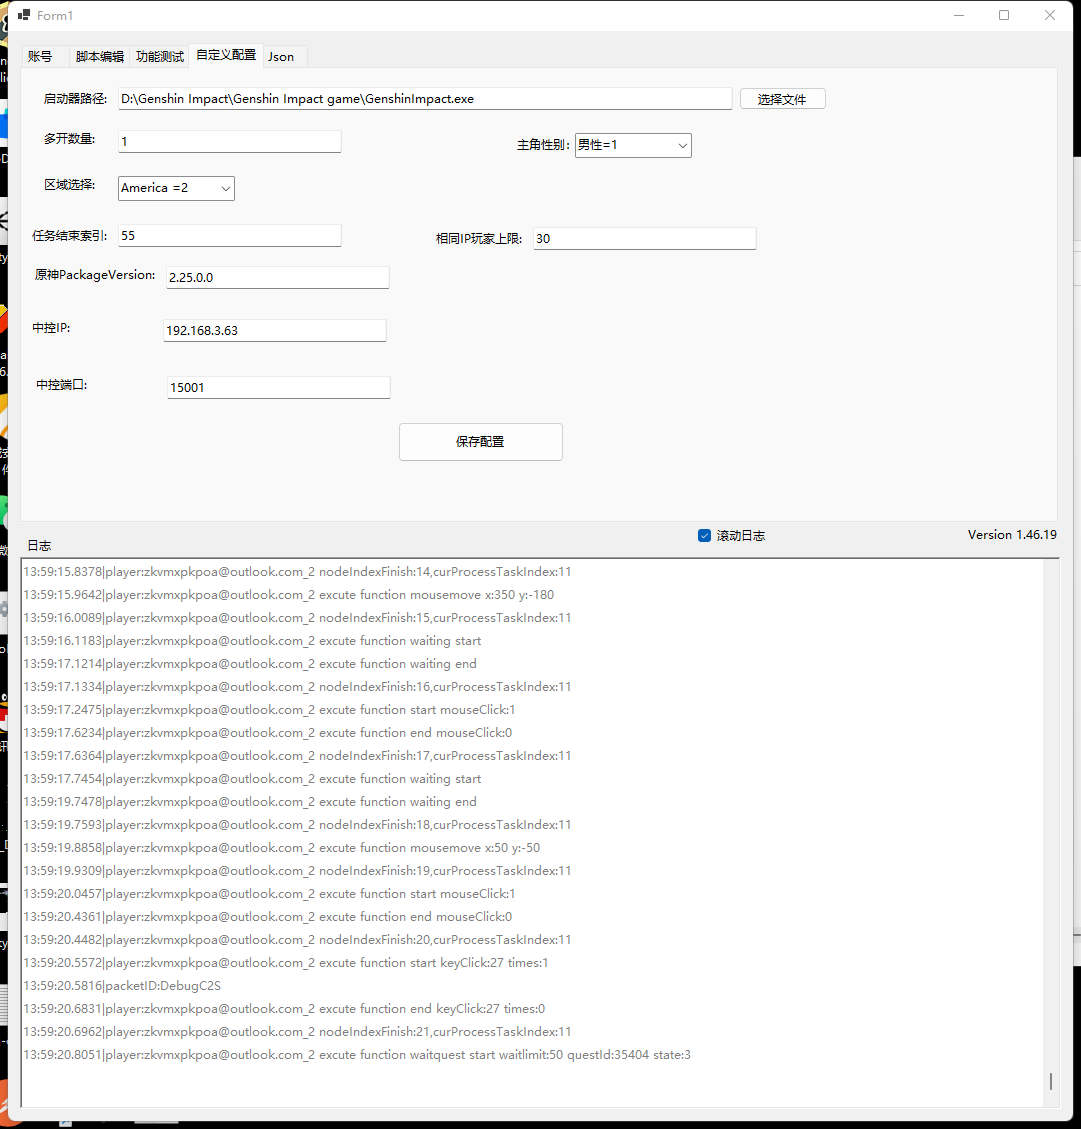 Form1
账号 脚本编辑 功能测试 自定义配置 Json
启动器路径: D:\Genshin Impact\Genshin Impact game\GenshinImpact.exe 选择文件
多开数量: 1 主角性别: 男性=1
区域选择: America =2
任务结束索引: 55 相同IP玩家上限: 30
原神PackageVersion: 2.25.0.0
中控IP: 192.168.3.63
中控端口: 15001
保存配置
日志 滚动日志 Version 1.46.19
13:59:15.8378|player:zkvmxpkpoa@outlook.com_2 nodeIndexFinish:14,curProcessTaskIndex:11
13:59:15.9642|player:zkvmxpkpoa@outlook.com_2 excute function mousemove x:350 y:-180
13:59:16.0089|player:zkvmxpkpoa@outlook.com_2 nodeIndexFinish:15,curProcessTaskIndex:11
13:59:16.1183|player:zkvmxpkpoa@outlook.com_2 excute function waiting start
13:59:17.1214|player:zkvmxpkpoa@outlook.com_2 excute function waiting end
13:59:17.1334|player:zkvmxpkpoa@outlook.com_2 nodeIndexFinish:16,curProcessTaskIndex:11
13:59:17.2475|player:zkvmxpkpoa@outlook.com_2 excute function start mouseClick:1
13:59:17.6234|player:zkvmxpkpoa@outlook.com_2 excute function end mouseClick:0
13:59:17.6364|player:zkvmxpkpoa@outlook.com_2 nodeIndexFinish:17,curProcessTaskIndex:11
13:59:17.7454|player:zkvmxpkpoa@outlook.com_2 excute function waiting start
13:59:19.7478|player:zkvmxpkpoa@outlook.com_2 excute function waiting end
13:59:19.7593|player:zkvmxpkpoa@outlook.com_2 nodeIndexFinish:18,curProcessTaskIndex:11
13:59:19.8858|player:zkvmxpkpoa@outlook.com_2 excute function mousemove x:50 y:-50
13:59:19.9309|player:zkvmxpkpoa@outlook.com_2 nodeIndexFinish:19,curProcessTaskIndex:11
13:59:20.0457|player:zkvmxpkpoa@outlook.com_2 excute function start mouseClick:1
13:59:20.4361|player:zkvmxpkpoa@outlook.com_2 excute function end mouseClick:0
13:59:20.4482|player:zkvmxpkpoa@outlook.com_2 nodeIndexFinish:20,curProcessTaskIndex:11
13:59:20.5572|player:zkvmxpkpoa@outlook.com_2 excute function start keyClick:27 times:1
13:59:20.5816|packetID:DebugC2S
13:59:20.6831|player:zkvmxpkpoa@outlook.com_2 excute function end keyClick:27 times:0
13:59:20.6962|player:zkvmxpkpoa@outlook.com_2 nodeIndexFinish:21,curProcessTaskIndex:11
13:59:20.8051|player:zkvmxpkpoa@outlook.com_2 excute function waitquest start waitlimit:50 questId:35404 state:3